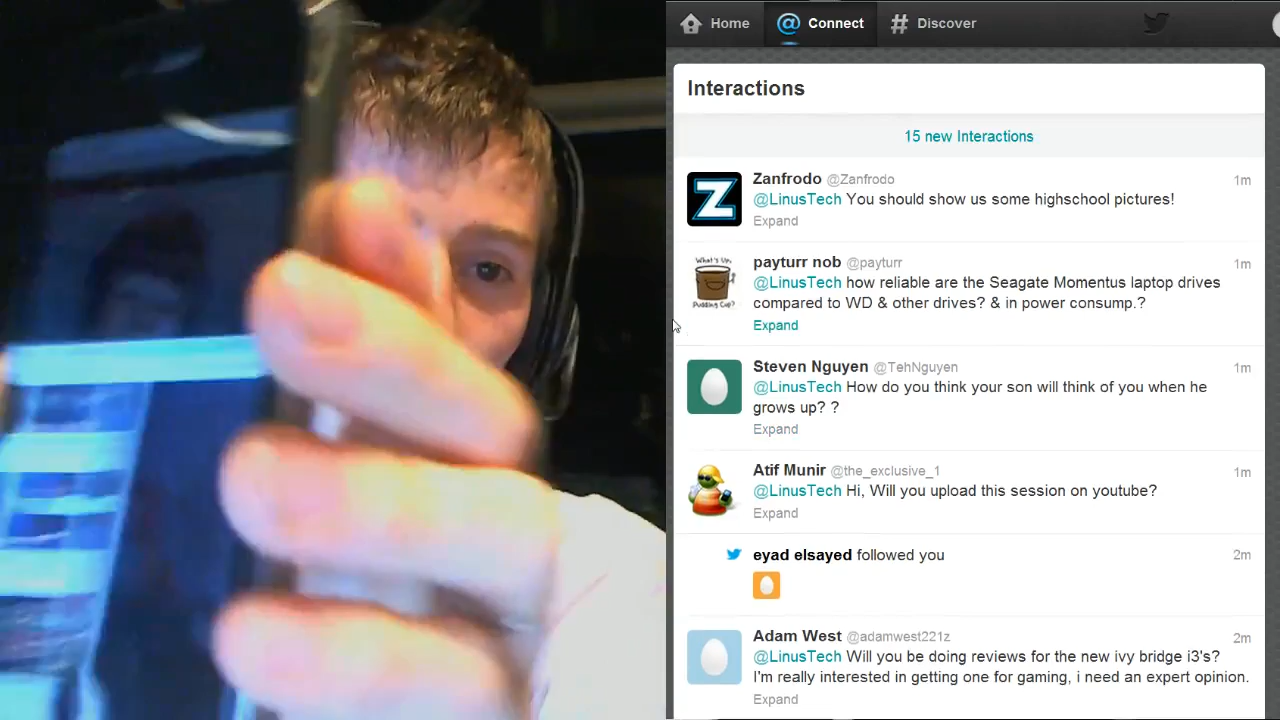 Home
Connect
Discover
Interactions
15 new Interactions
Zanfrodo @Zanfrodo 1m
@LinusTech You should show us some highschool pictures!
Expand
payturr nob @payturr 1m
@LinusTech how reliable are the Seagate Momentus laptop drives
compared to WD & other drives? & in power consump.?
Expand
What's Up,
Pudding Cup?
Steven Nguyen @TehNguyen 1m
@LinusTech How do you think your son will think of you when he
grows up? ?
Expand
Atif Munir @the_exclusive_1 1m
@LinusTech Hi, Will you upload this session on youtube?
Expand
eyad elsayed followed you 2m
Adam West @adamwest221z 2m
@LinusTech Will you be doing reviews for the new ivy bridge i3's?
I'm really interested in getting one for gaming, i need an expert opinion.
Expand